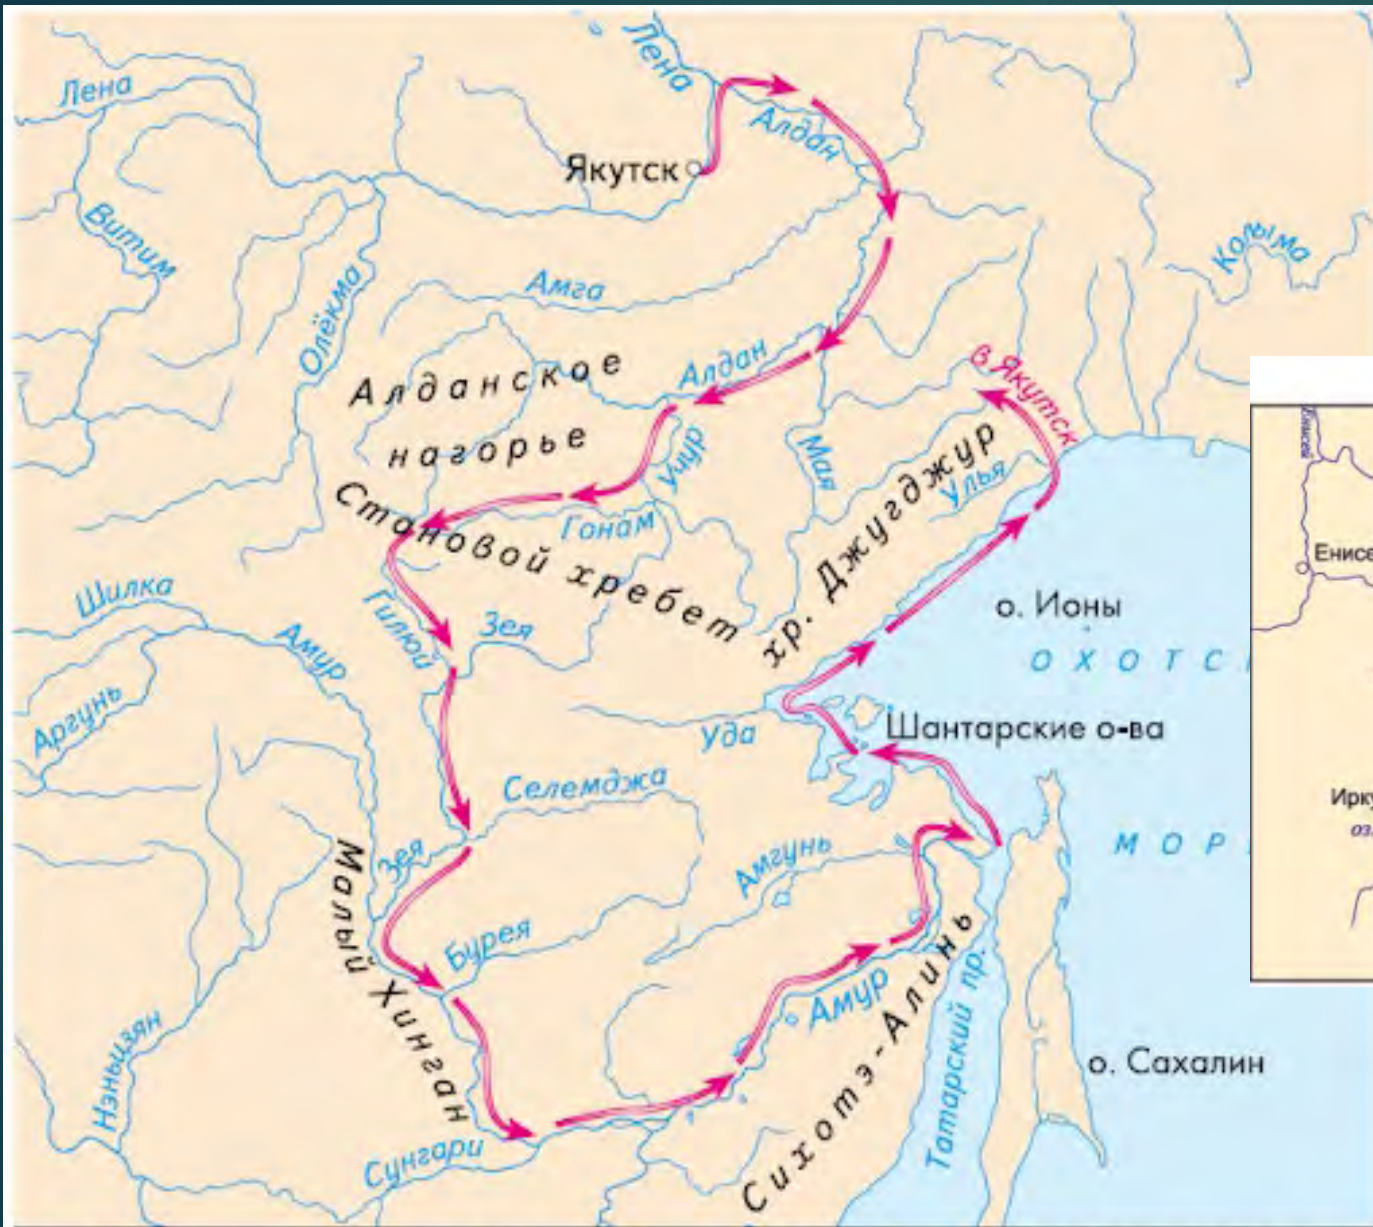 Лена
Лена
Алдан
Якутск
Витим
Колыма
Амга
Олёкма
Алданское
Алдан
нагорье
в Якутск
Мая
Улья
Гонам
Становой хребет
хр. Джугджур
Енисей
Енисе
Шилка
Гилюй
Зея
о. Ионы
Амур
ОХОТС
Аргунь
Уда
Шантарские о-ва
Селемджа
Ирку
оз.
МОР
Зея
Амгунь
Малый Хинган
Бурея
Амур
Сихотэ-Алинь
Татарский пр.
Нэньцзян
о. Сахалин
Сунгари